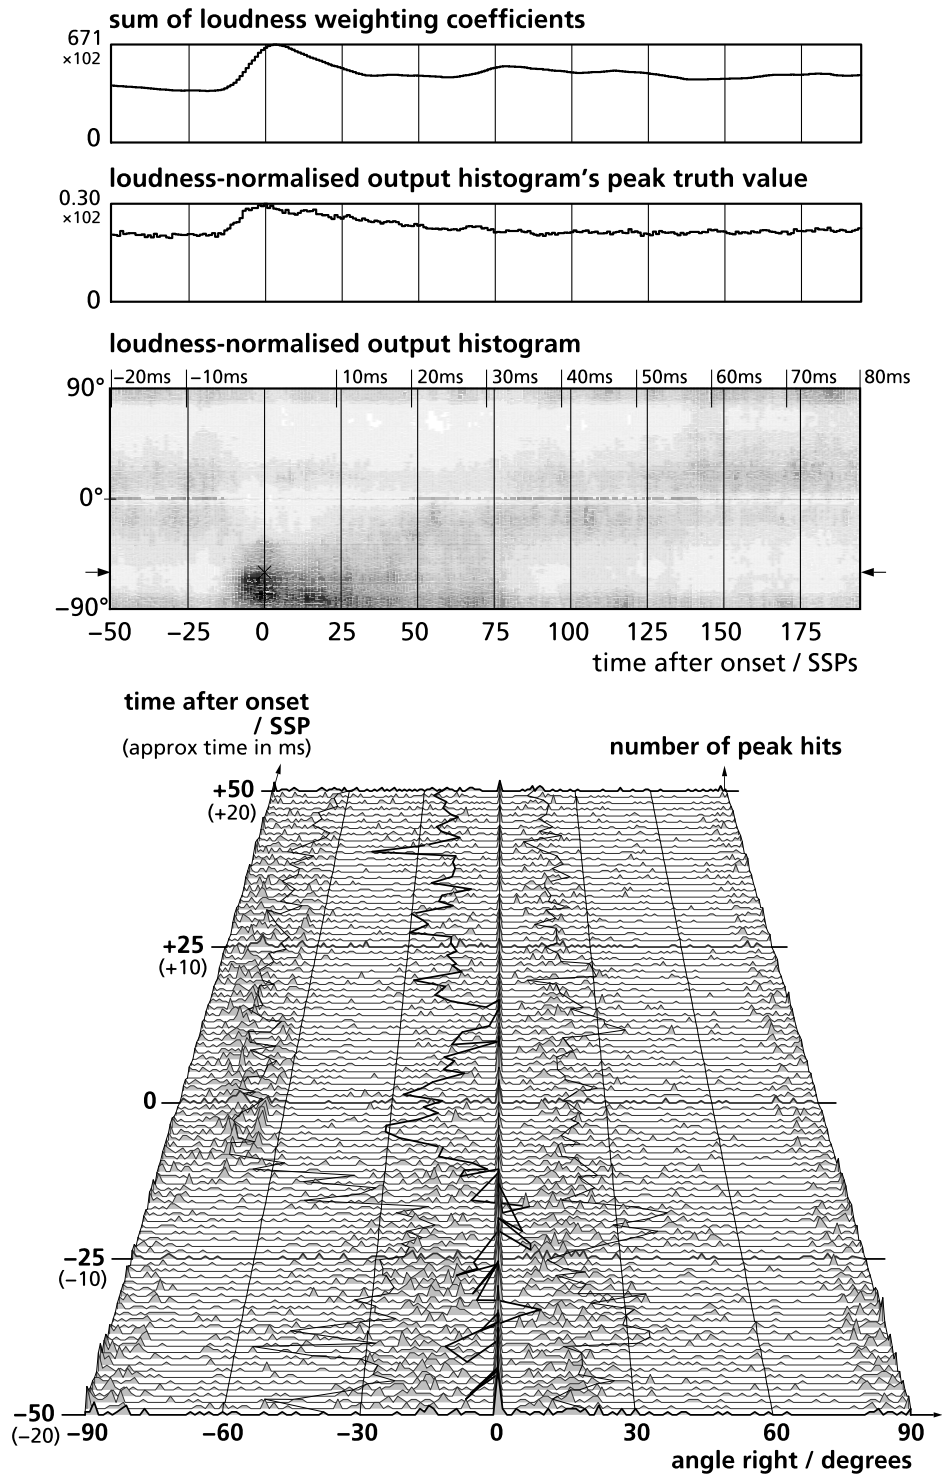 sum of loudness weighting coefficients
671
×102
0
loudness-normalised output histogram's peak truth value
0.30
×102
0
loudness-normalised output histogram
−20ms −10ms 10ms 20ms 30ms 40ms 50ms 60ms 70ms 80ms
90°
0°
−90°
−50 −25 0 25 50 75 100 125 150 175
time after onset / SSPs
time after onset
/ SSP
(approx time in ms)
number of peak hits
+50
(+20)
+25
(+10)
0
−25
(−10)
−50
(−20) −90 −60 −30 0 30 60 90
angle right / degrees